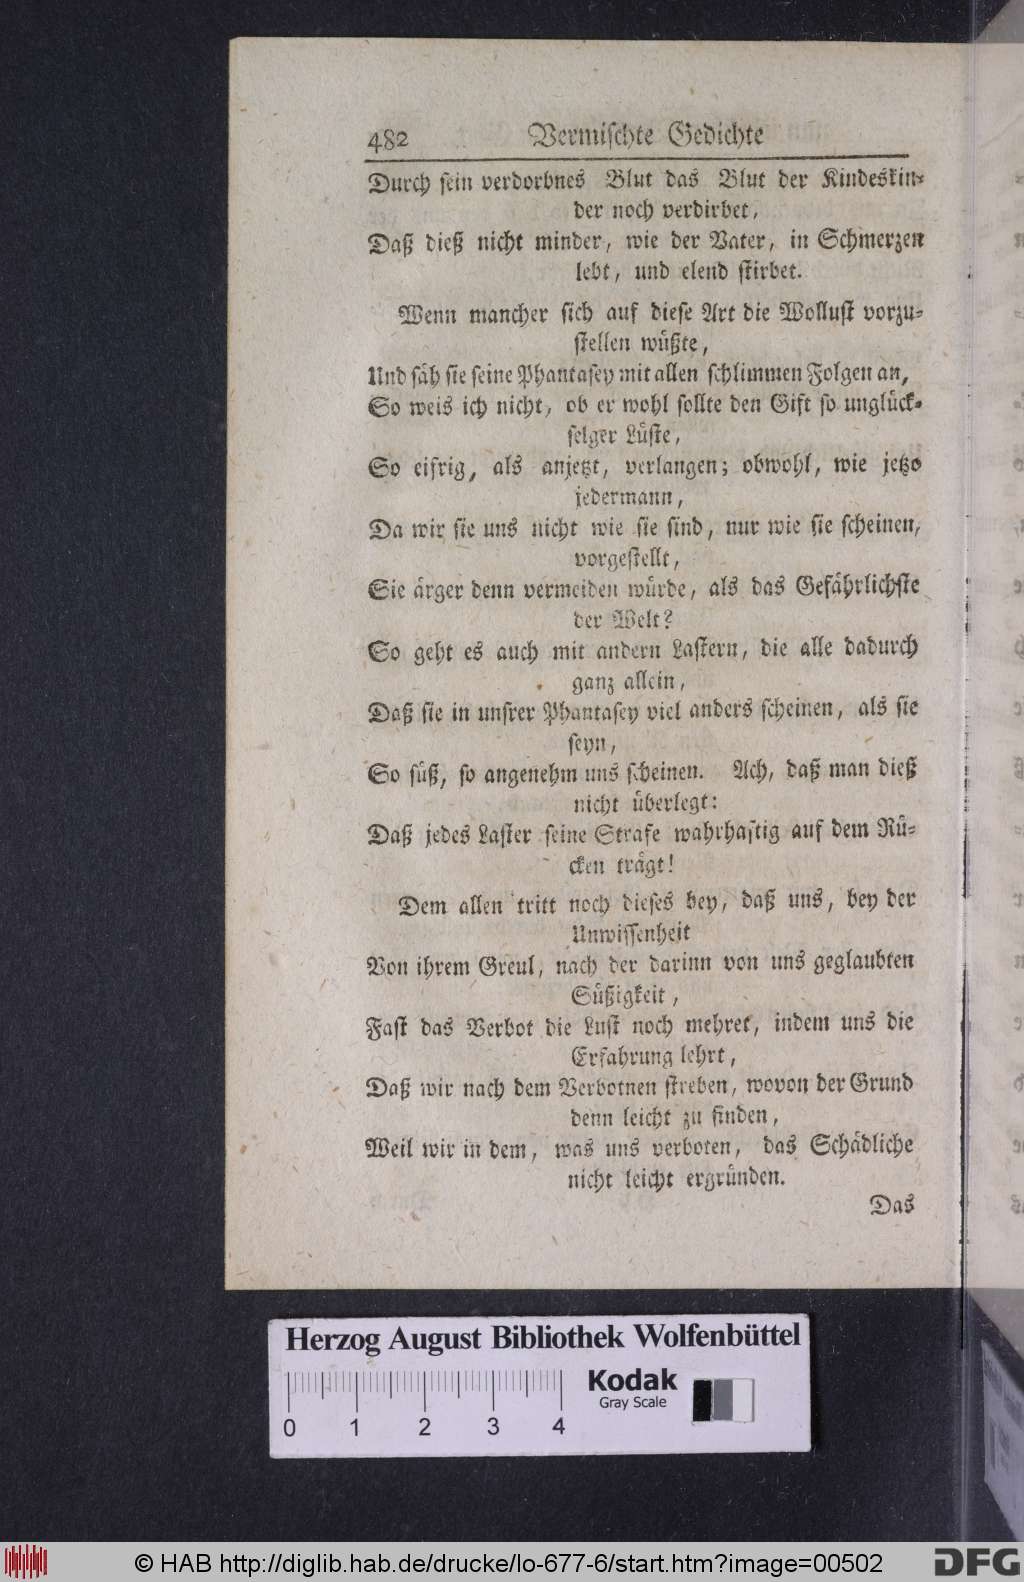 482 Vermiſchte Gedichte
Durch ſein verdorbnes Blut das Blut der Kindeskin-
der noch verdirbet,
Daß dieß nicht minder, wie der Vater, in Schmerzen
lebt, und elend ſtirbet.
Wenn mancher ſich auf dieſe Art die Wolluſt vorzu-
ſtellen wüßte,
Und ſäh ſie ſeine Phantaſey mit allen ſchlimmen Folgen an,
So weis ich nicht, ob er wohl ſollte den Gift ſo unglück-
ſelger Lüſte,
So eifrig, als anjetzt, verlangen; obwohl, wie jetzo
jedermann,
Da wir ſie uns nicht wie ſie ſind, nur wie ſie ſcheinen,
vorgeſtellt,
Sie ärger denn vermeiden würde, als das Gefährlichſte
der Welt?
So geht es auch mit andern Laſtern, die alle dadurch
ganz allein,
Daß ſie in unſrer Phantaſey viel anders ſcheinen, als ſie
ſeyn,
So ſüß, ſo angenehm uns ſcheinen. Ach, daß man dieß
nicht überlegt:
Daß jedes Laſter ſeine Strafe wahrhaftig auf dem Rü-
cken trägt!
Dem allen tritt noch dieſes bey, daß uns, bey der
Unwiſſenheit
Von ihrem Greul, nach der darinn von uns geglaubten
Süßigkeit,
Faſt das Verbot die Luſt noch mehret, indem uns die
Erfahrung lehrt,
Daß wir nach dem Verbotnen ſtreben, wovon der Grund
denn leicht zu finden,
Weil wir in dem, was uns verboten, das Schädliche
nicht leicht ergründen.
Das
Herzog August Bibliothek Wolfenbüttel
Kodak
Gray Scale
0 1 2 3 4
© HAB http://diglib.hab.de/drucke/lo-677-6/start.htm?image=00502
DFG